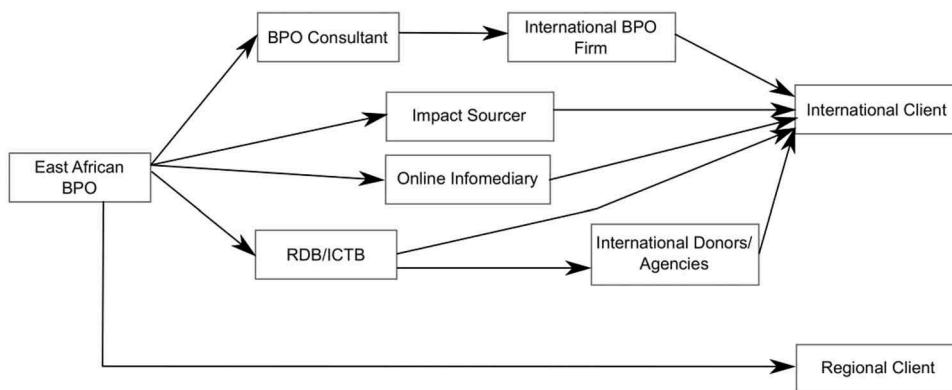 BPO Consultant
International BPO
Firm
Impact Sourcer
International Client
East African
BPO
Online Infomediary
RDB/ICTB
International Donors/
Agencies
Regional Client